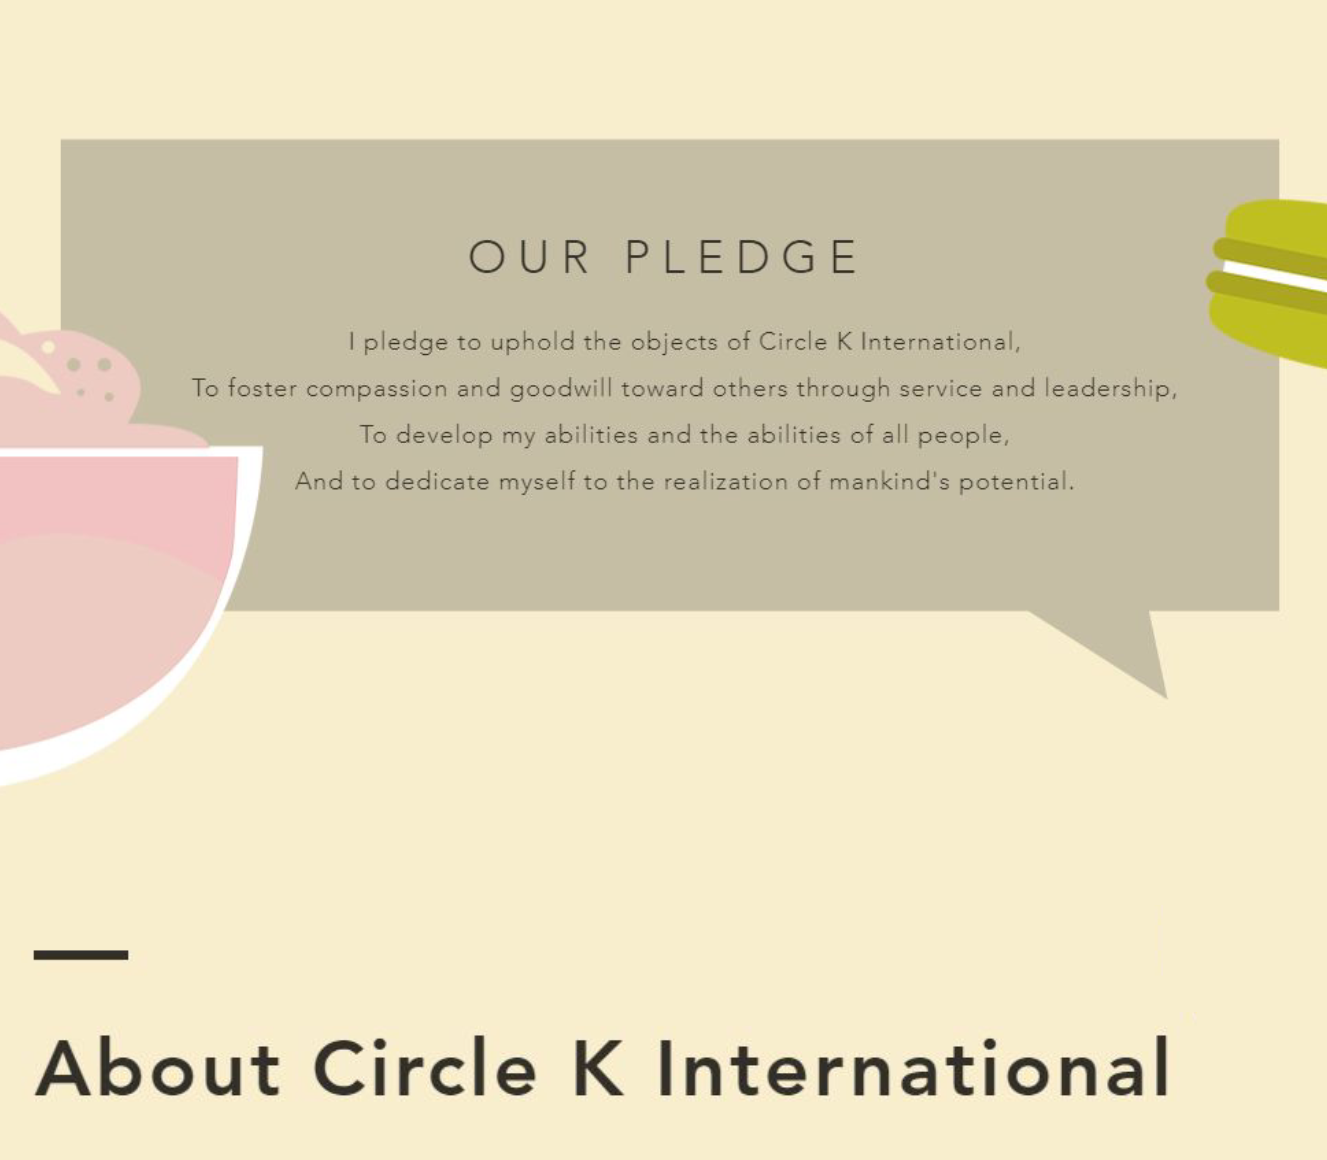 OUR PLEDGE
I pledge to uphold the objects of Circle K International,
To foster compassion and goodwill toward others through service and leadership,
To develop my abilities and the abilities of all people,
And to dedicate myself to the realization of mankind's potential.
About Circle K International